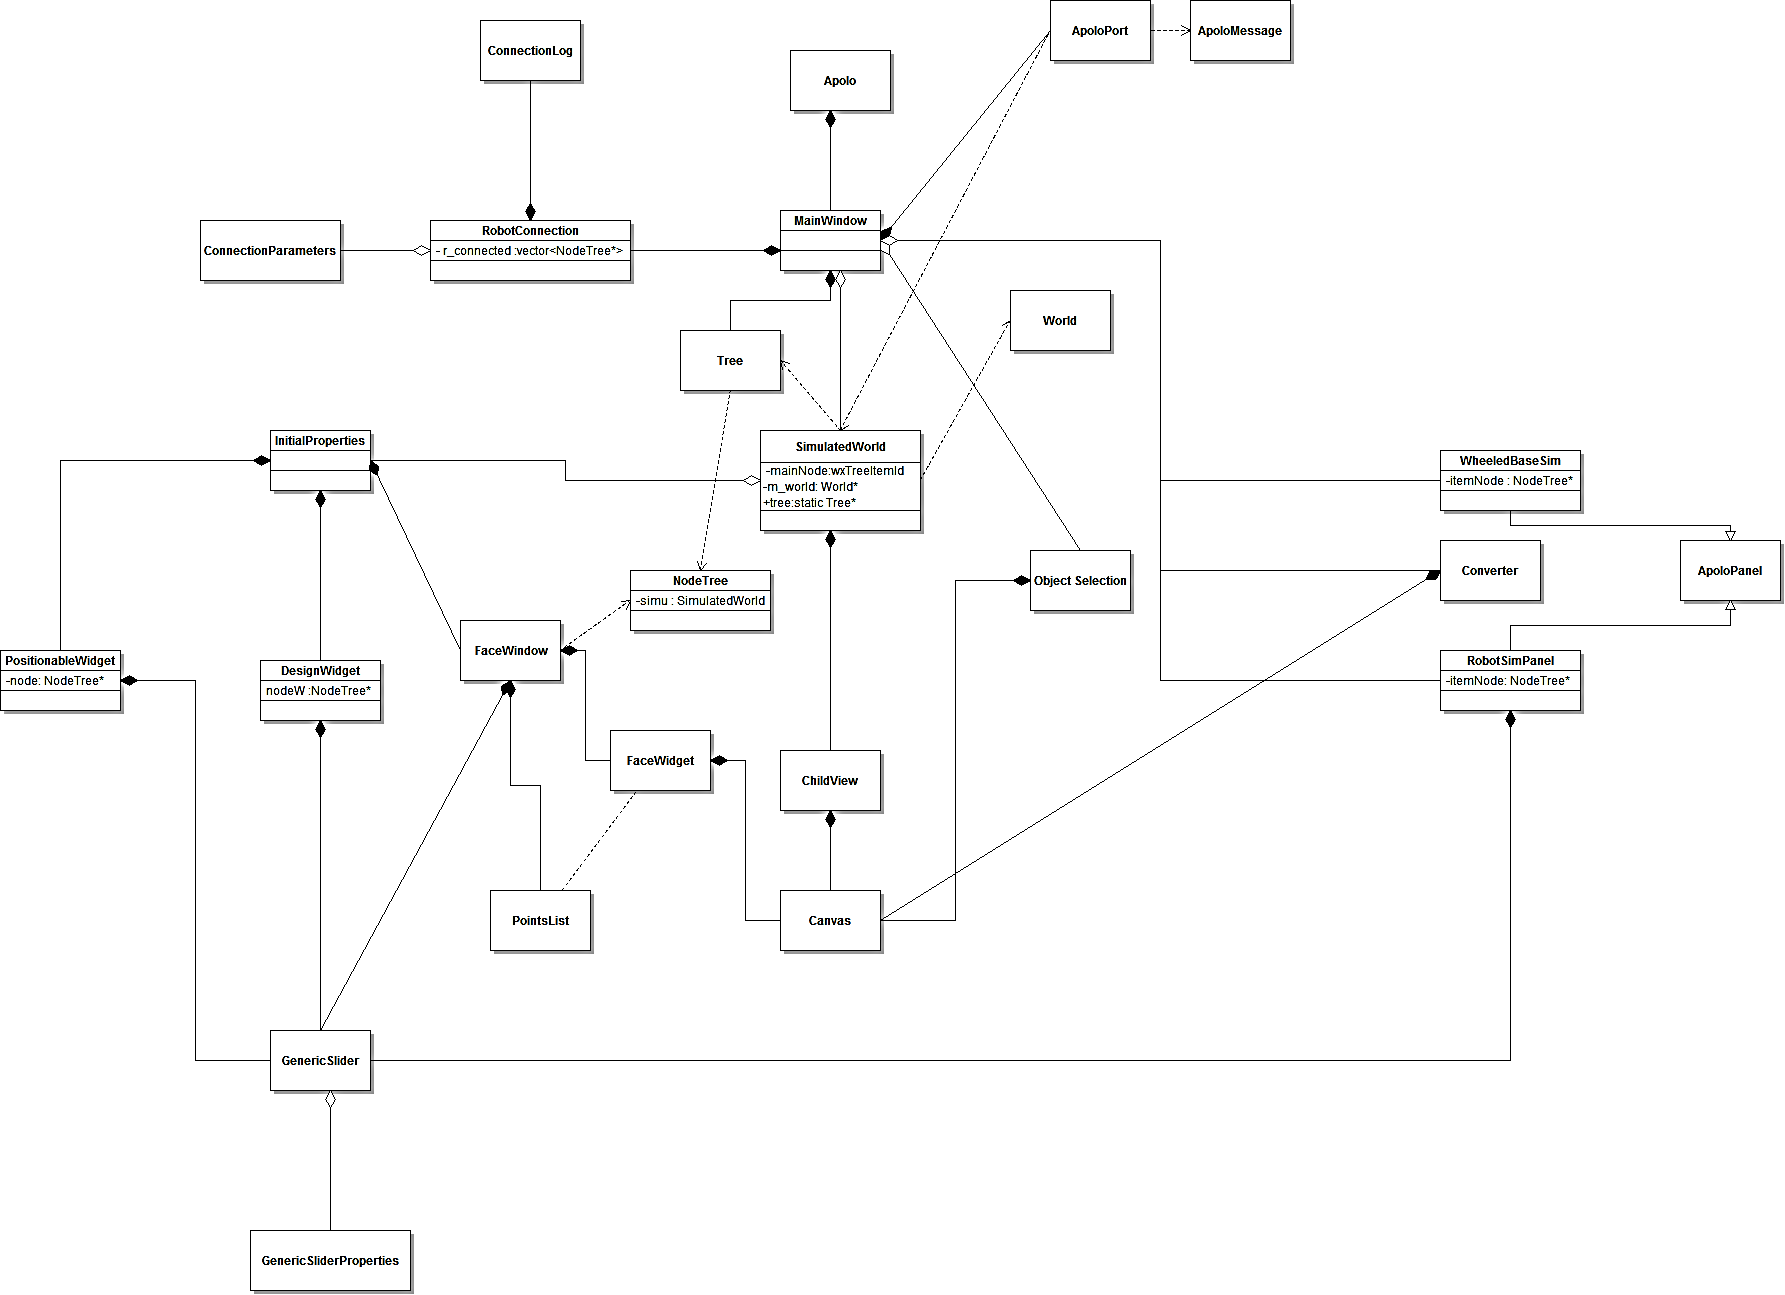 ApoloPort
ApoloMessage
ConnectionLog
Apolo
MainWindow
RobotConnection
- r_connected :vector<NodeTree*>
ConnectionParameters
World
Tree
InitialProperties
SimulatedWorld
-mainNode:wxTreeItemId
-m_world: World*
+tree:static Tree*
WheeledBaseSim
-itemNode : NodeTree*
NodeTree
-simu : SimulatedWorld
Object Selection
Converter
ApoloPanel
FaceWindow
PositionableWidget
-node: NodeTree*
DesignWidget
nodeW :NodeTree*
RobotSimPanel
-itemNode: NodeTree*
FaceWidget
ChildView
PointsList
Canvas
GenericSlider
GenericSliderProperties